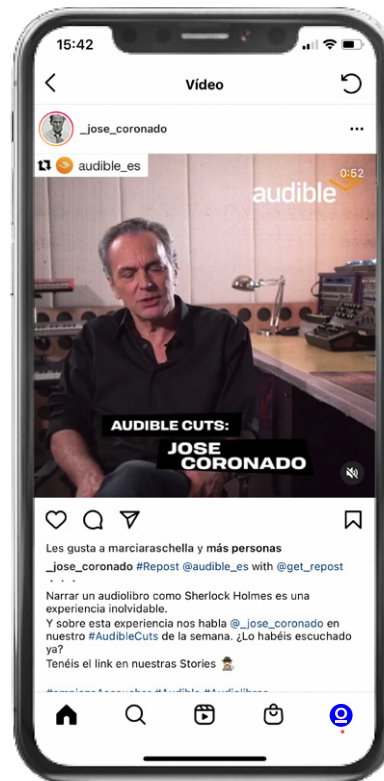 15:42
Vídeo
_jose_coronado
audible_es
0:52
audible
AUDIBLE CUTS:
JOSE
CORONADO
Les gusta a marciaraschella y más personas
_jose_coronado #Repost @audible_es with @get_repost
・・・
Narrar un audiolibro como Sherlock Holmes es una
experiencia inolvidable.
Y sobre esta experiencia nos habla @_jose_coronado en
nuestro #AudibleCuts de la semana. ¿Lo habéis escuchado
ya?
Tenéis el link en nuestras Stories 🕵🏻‍♂️